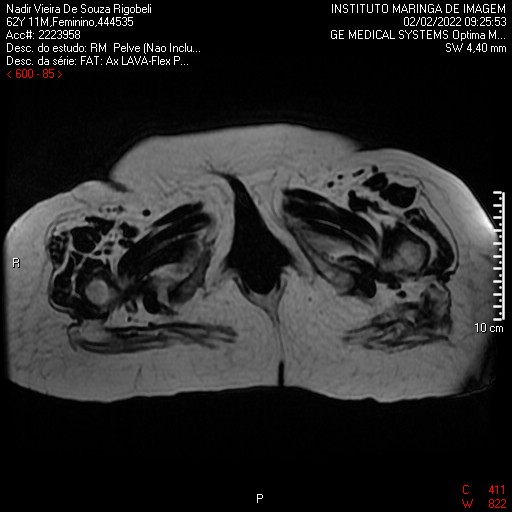 Nadir Vieira De Souza Rigobeli
62Y 11M,Feminino,444535
Acc#: 2223958
Desc. do estudo: RM Pelve (Nao Inclu...
Desc. da série: FAT: Ax LAVA-Flex P...
< 600 - 85 >
INSTITUTO MARINGA DE IMAGEM
02/02/2022 09:25:53
GE MEDICAL SYSTEMS Optima M...
SW 4,40 mm
R
10 cm
P
C 411
W 822